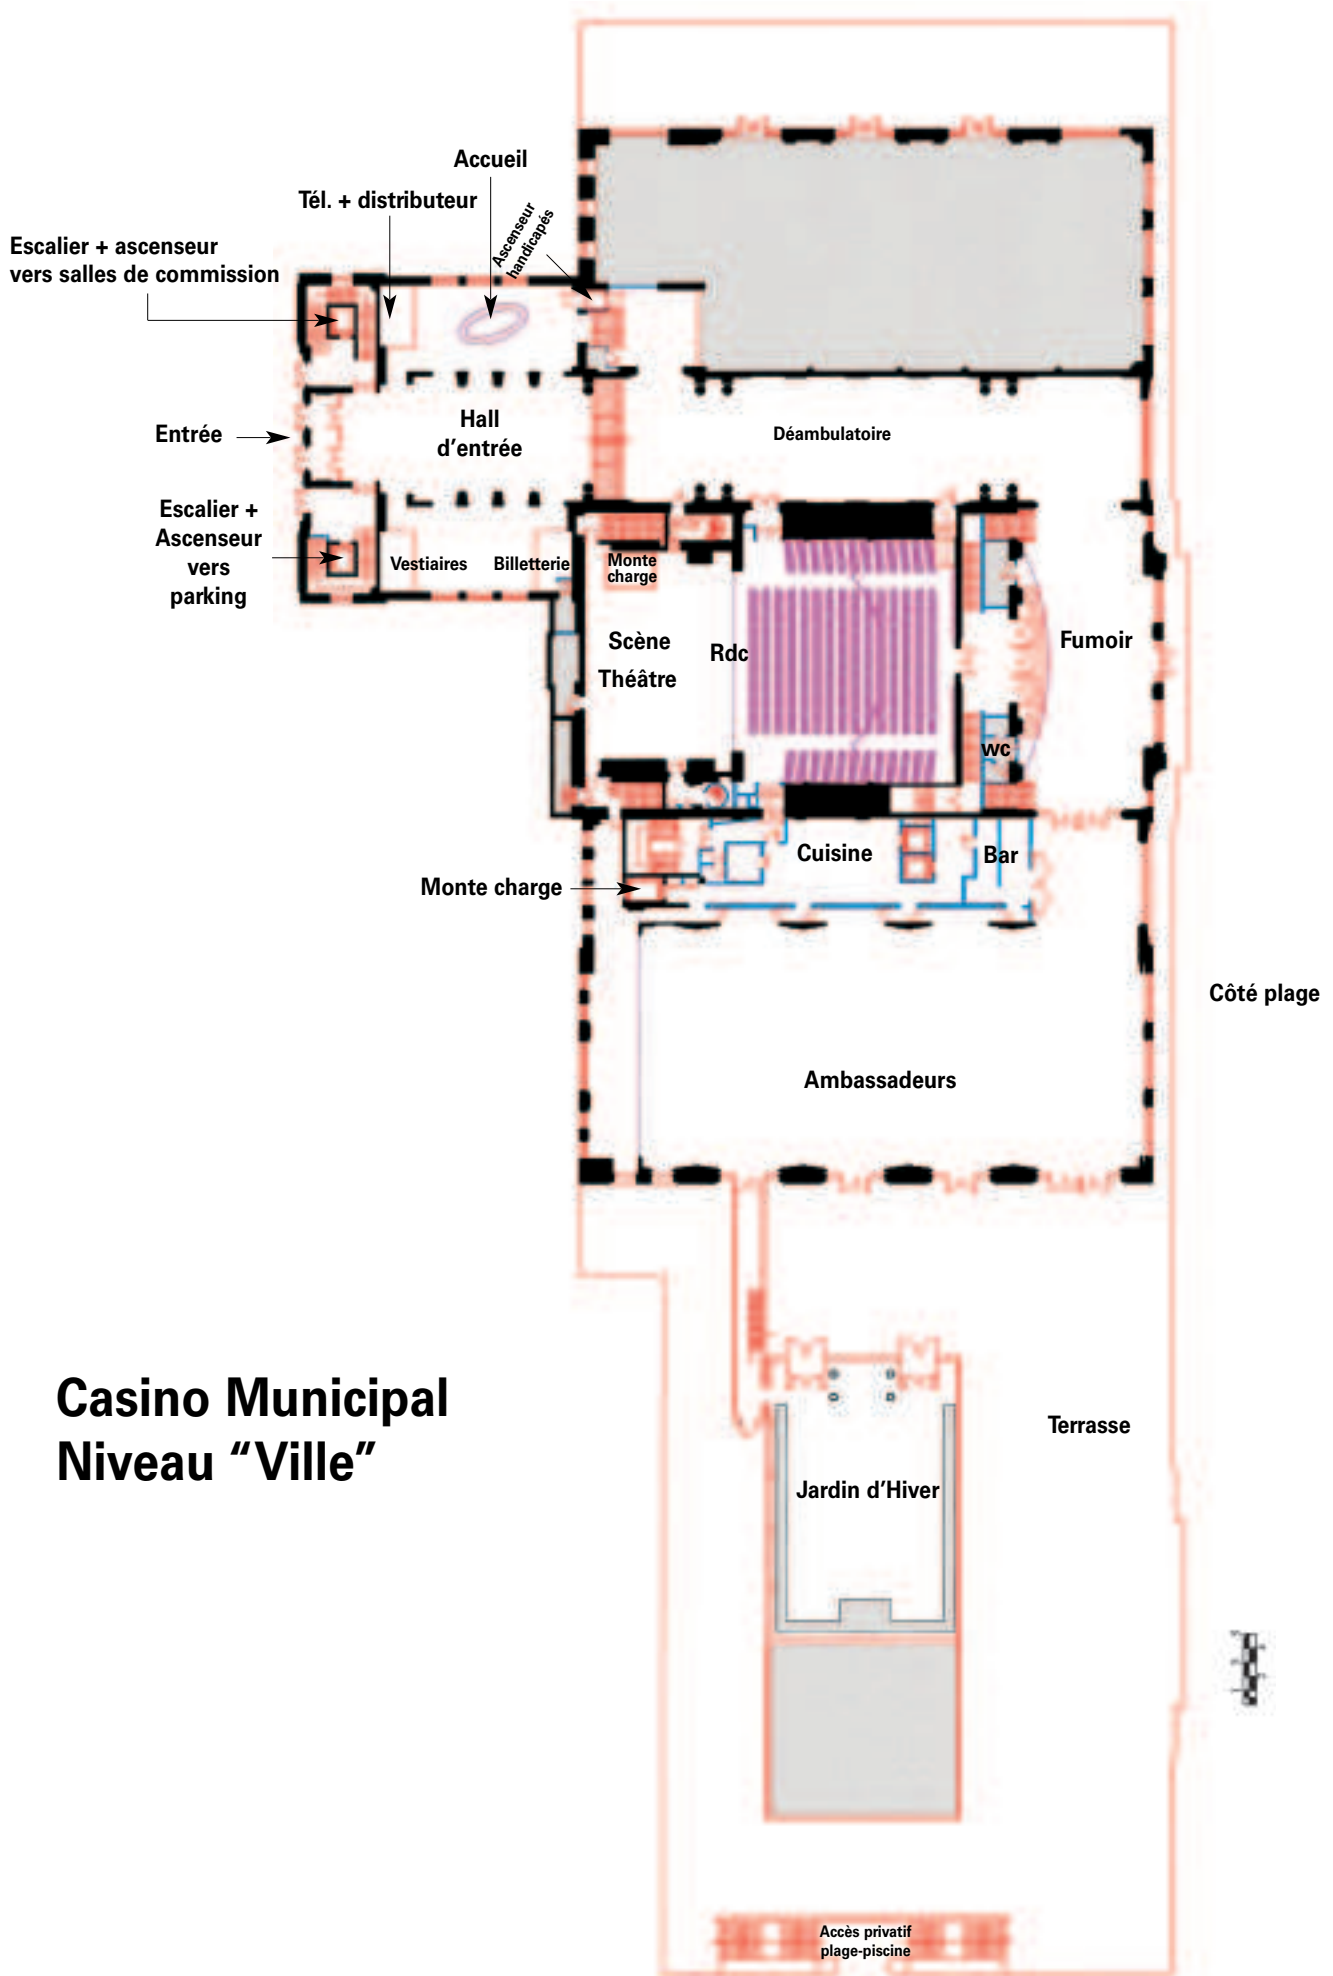 Accueil
Tél. + distributeur
Ascenseur
handicapés
Escalier + ascenseur
vers salles de commission
Entrée
Hall
d'entrée
Déambulatoire
Escalier +
Ascenseur
vers
parking
Vestiaires
Billetterie
Monte
charge
Scène
Théâtre
Rdc
Fumoir
wc
Cuisine
Bar
Monte charge
Côté plage
Ambassadeurs
Casino Municipal
Niveau “Ville”
Terrasse
Jardin d'Hiver
Accès privatif
plage-piscine